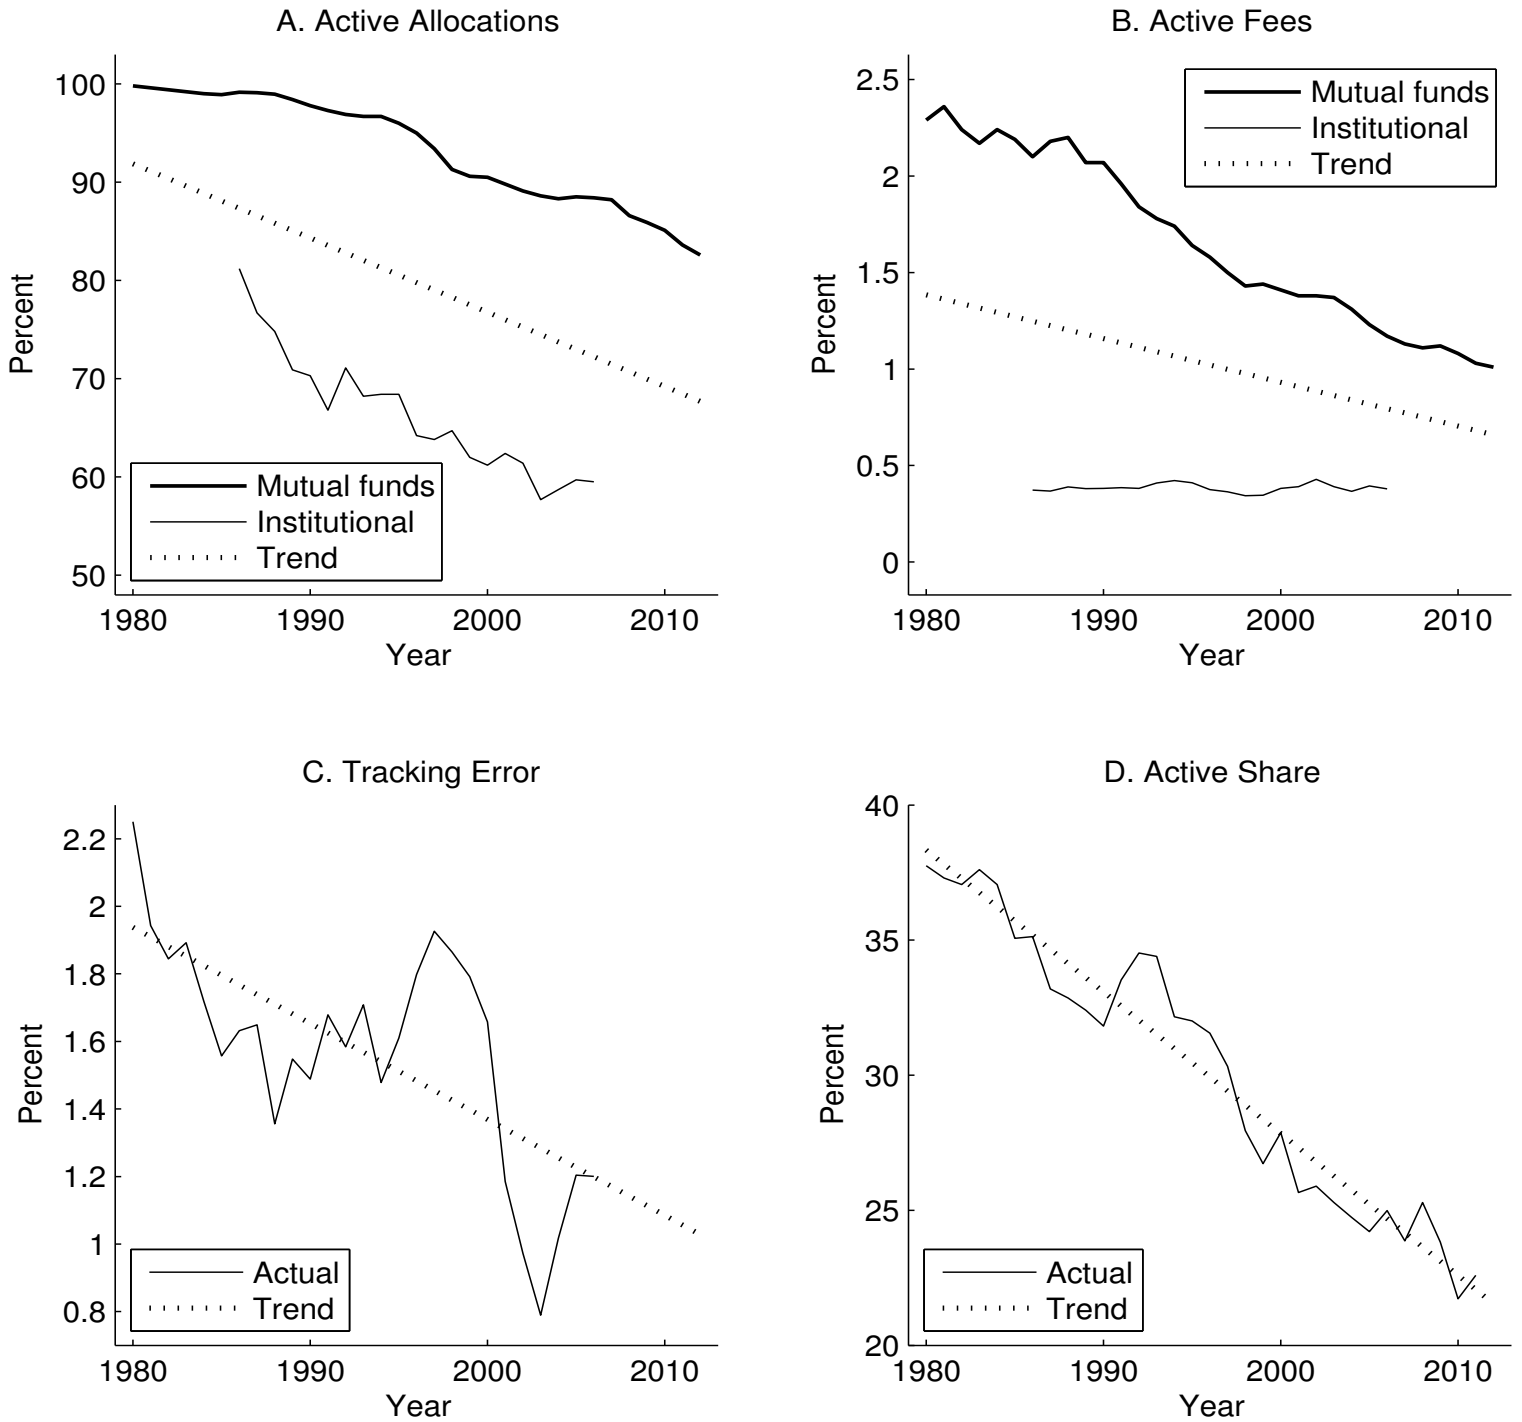 A. Active Allocations
100
90
80
70
60
50
Percent
Mutual funds
Institutional
Trend
1980 1990 2000 2010
Year
B. Active Fees
2.5
2
1.5
1
0.5
0
Percent
Mutual funds
Institutional
Trend
1980 1990 2000 2010
Year
C. Tracking Error
2.2
2
1.8
1.6
1.4
1.2
1
0.8
Percent
Actual
Trend
1980 1990 2000 2010
Year
D. Active Share
40
35
30
25
20
Percent
Actual
Trend
1980 1990 2000 2010
Year